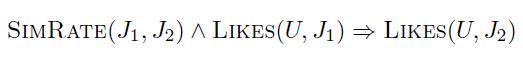 SIMRATE(J₁, J₂) ∧ LIKES(U, J₁) ⇒ LIKES(U, J₂)